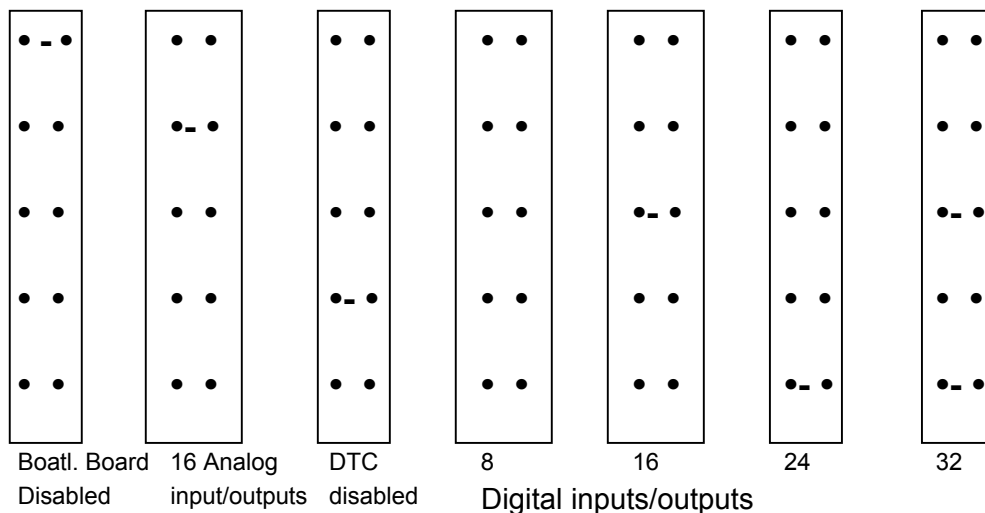 Boatl. Board 16 Analog DTC 8 16 24 32
Disabled input/outputs disabled Digital inputs/outputs